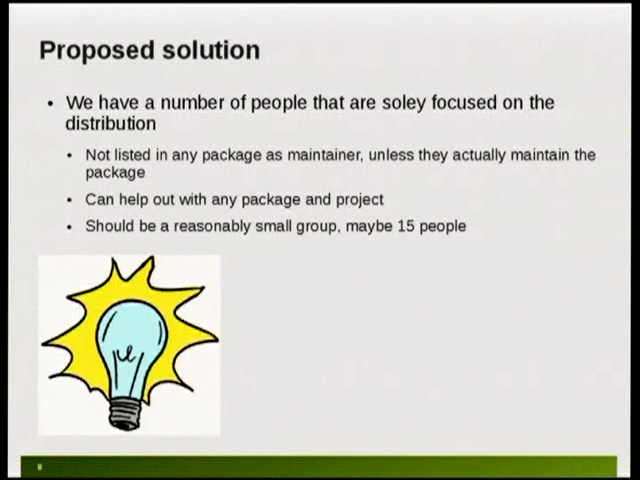 Proposed solution
• We have a number of people that are soley focused on the
distribution
• Not listed in any package as maintainer, unless they actually maintain the
package
• Can help out with any package and project
• Should be a reasonably small group, maybe 15 people
8